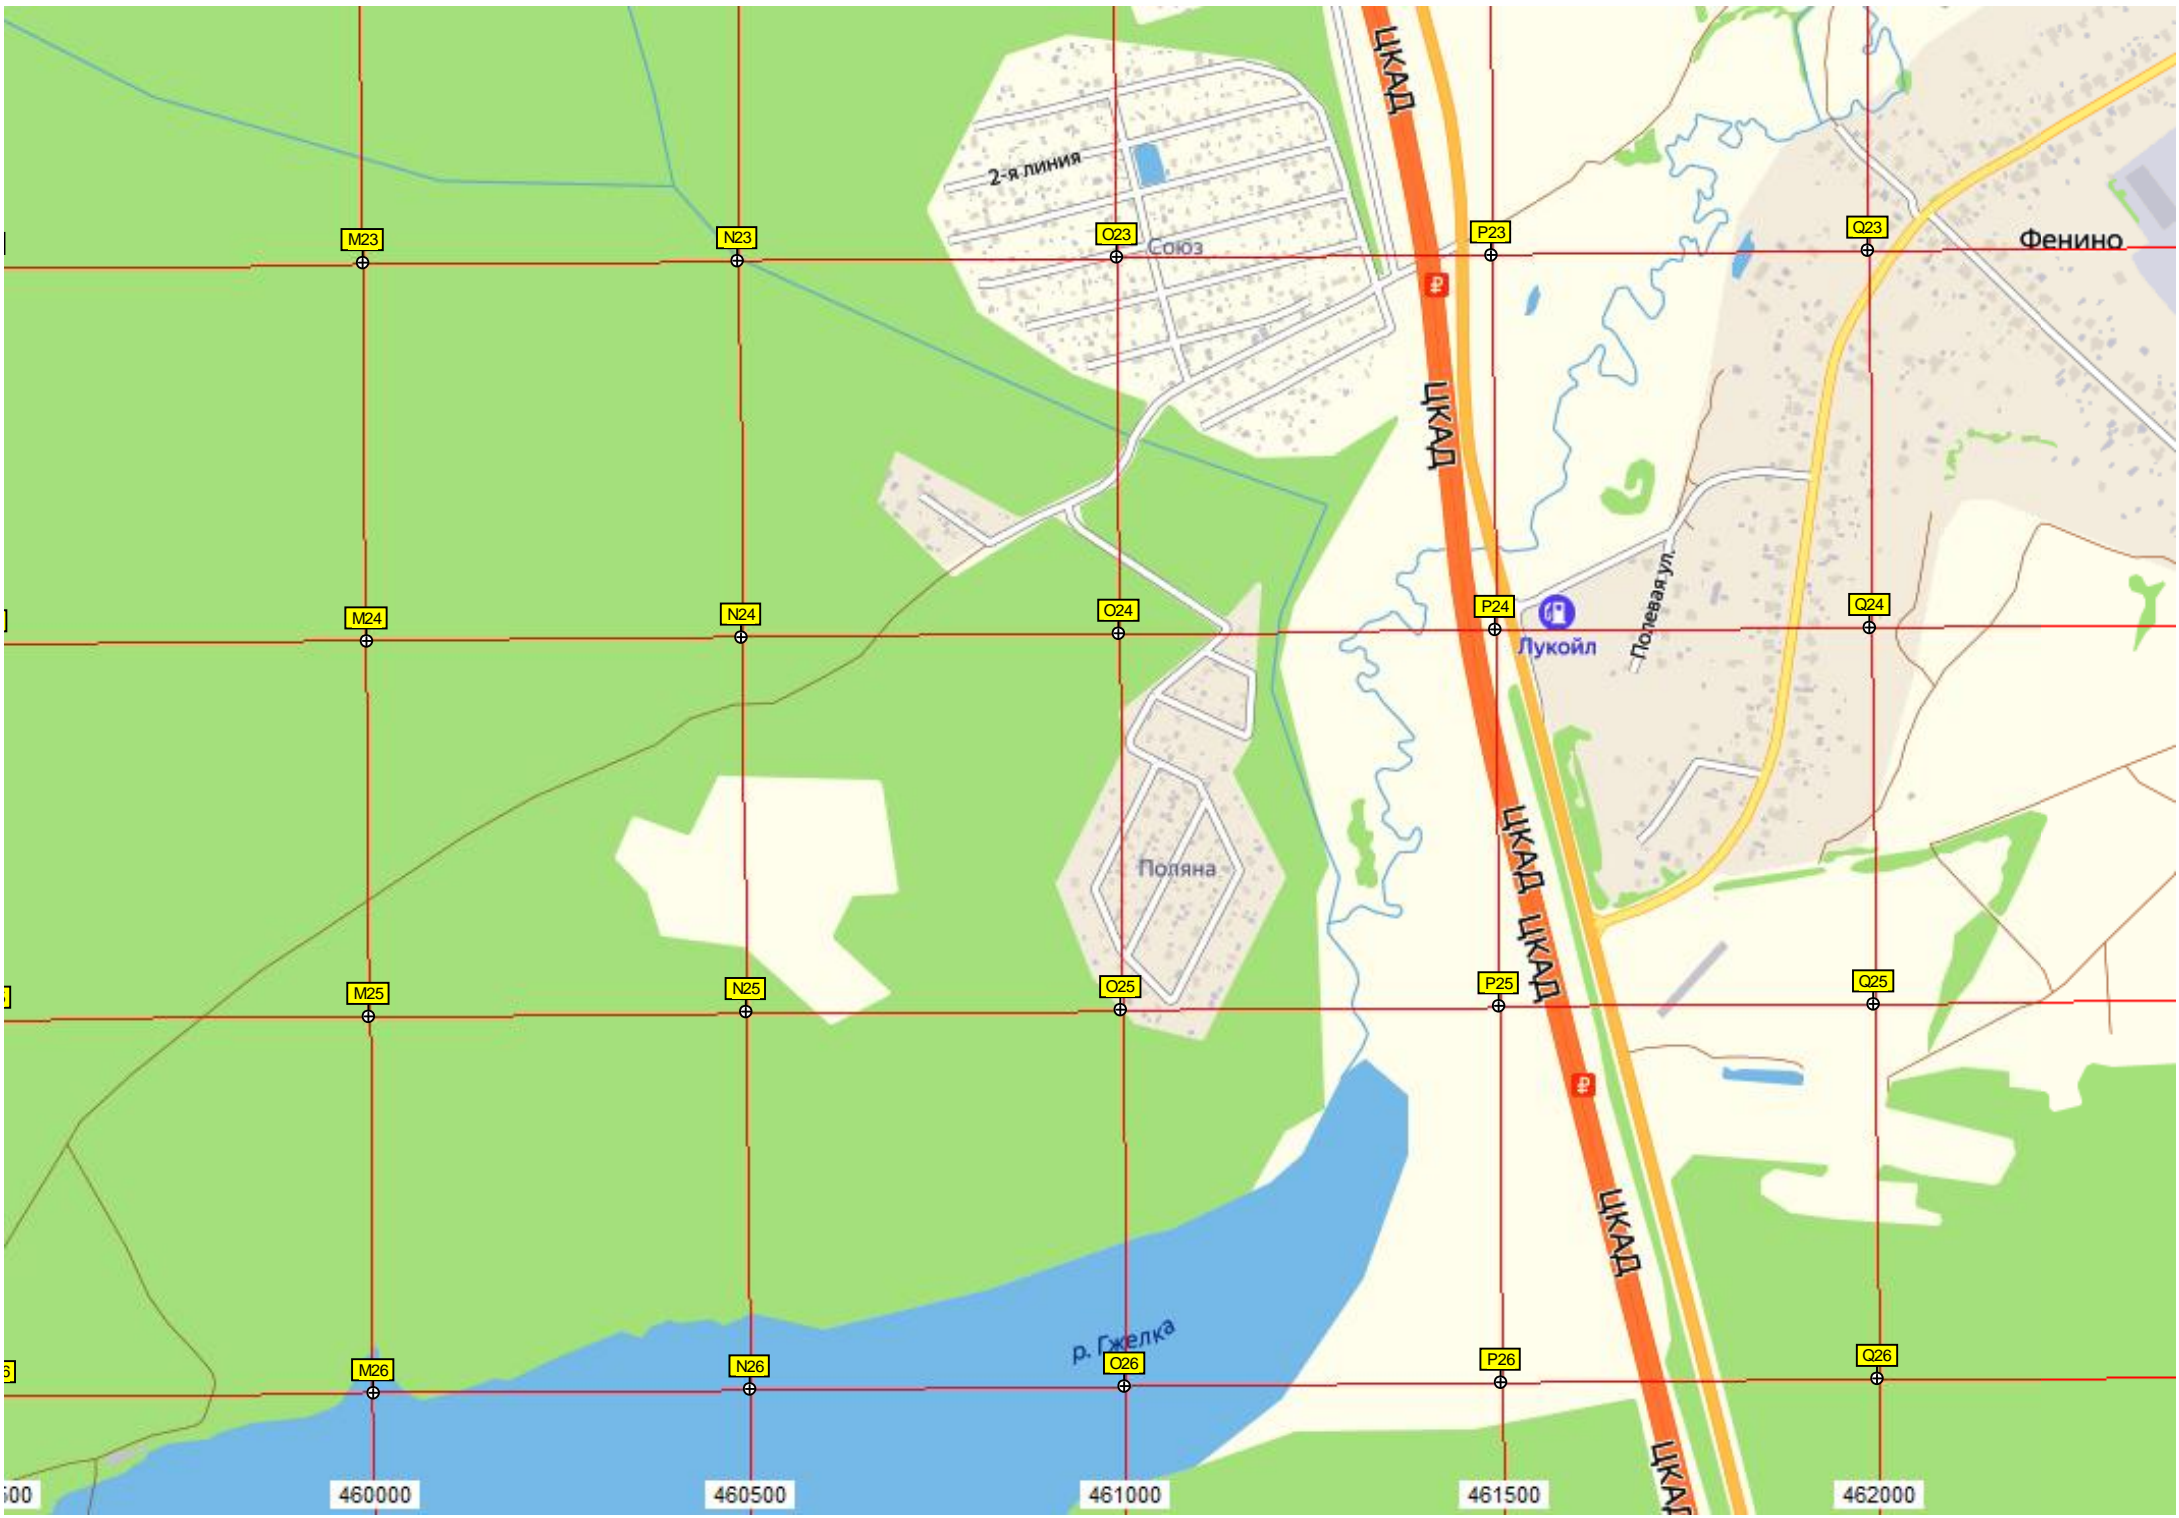 ЦКАД
2-я линия
M23
N23
O23
Союз
P23
Q23
Фенино
₽
ЦКАД
M24
N24
O24
P24
Лукойл
Полевая ул.
Q24
ЦКАД
Поляна
ЦКАД
M25
N25
O25
P25
Q25
₽
ЦКАД
р. Гжелка
M26
N26
O26
P26
Q26
ЦКАД
500
460000
460500
461000
461500
462000